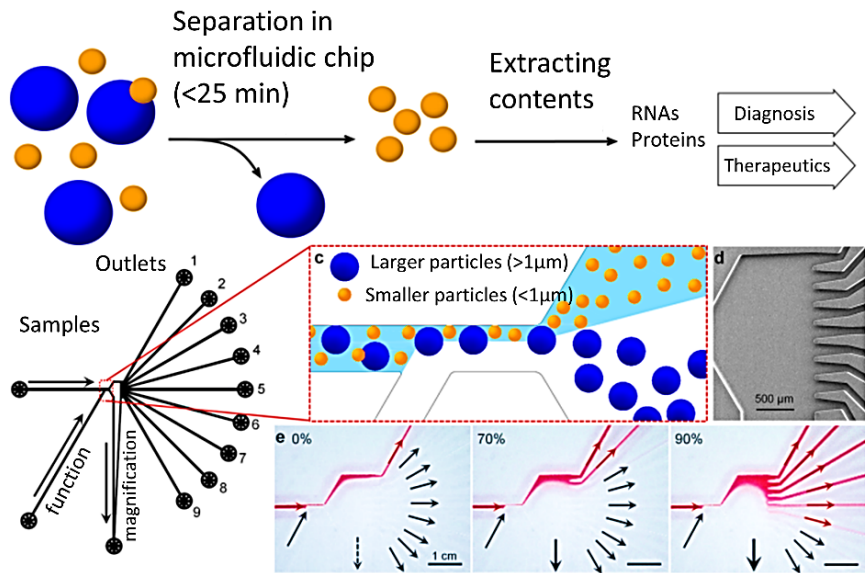 Separation in
microfluidic chip
(<25 min)
Extracting
contents
RNAs
Proteins
Diagnosis
Therapeutics
Outlets
Samples
function
magnification
1
2
3
4
5
6
7
8
9
c
Larger particles (>1μm)
Smaller particles (<1μm)
d
500 μm
e
0%
1 cm
70%
90%